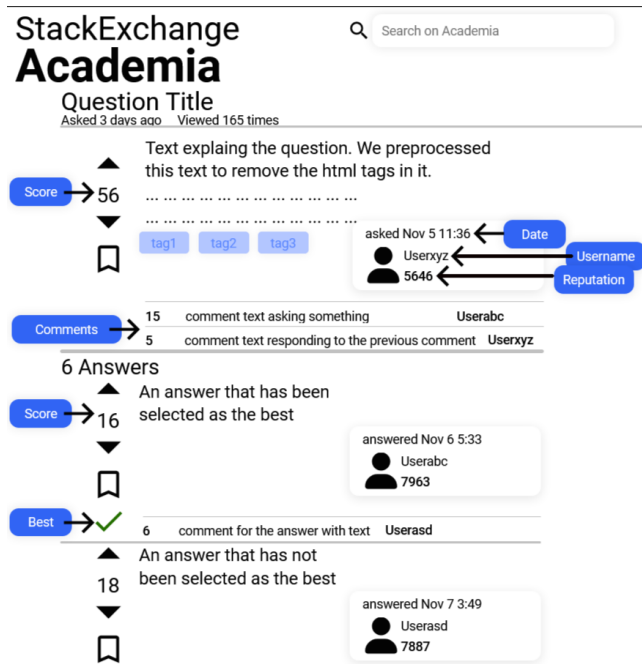 StackExchange
Search on Academia
Academia
Question Title
Asked 3 days ago Viewed 165 times
Text explaing the question. We preprocessed
this text to remove the html tags in it.
Score
56
... ... ... ... ... ... ... ... ... ... ... ...
... ... ... ... ... ... ... ... ... ... ... ...
tag1 tag2 tag3
asked Nov 5 11:36
Date
Userxyz
Username
5646
Reputation
Comments
15 comment text asking something Userabc
5 comment text responding to the previous comment Userxyz
6 Answers
An answer that has been
selected as the best
Score
16
answered Nov 6 5:33
Userabc
7963
Best
6 comment for the answer with text Userasd
An answer that has not
been selected as the best
18
answered Nov 7 3:49
Userasd
7887